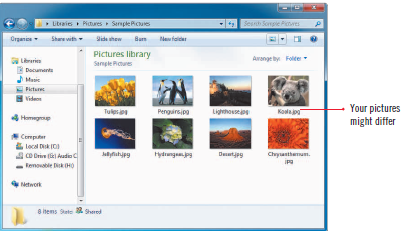 Libraries ▸ Pictures ▸ Sample Pictures
Search Sample Pictures
Organize ▾ Share with ▾ Slide show Burn New folder
Pictures library
Sample Pictures
Arrange by: Folder ▾
Libraries
Documents
Music
Pictures
Videos
Homegroup
Computer
Local Disk (C:)
CD Drive (G:) Audio C
Removable Disk (H:)
Network
Tulips.jpg Penguins.jpg Lighthouse.jpg Koala.jpg
Jellyfish.jpg Hydrangeas.jpg Desert.jpg Chrysanthemum.
jpg
8 items State: Shared
Your pictures
might differ